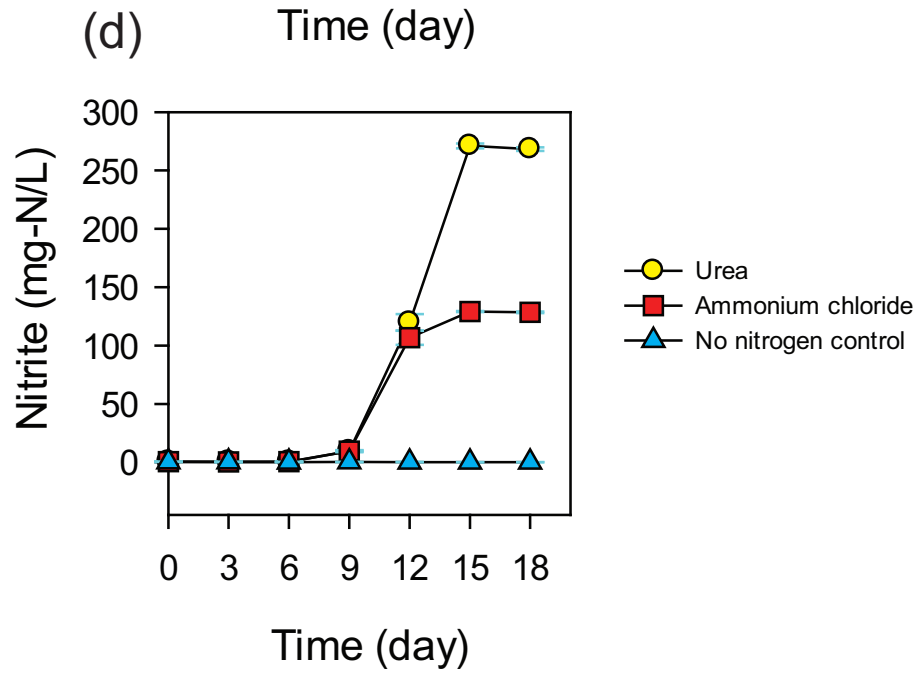 (d) Time (day)
300
250
200
150
100
50
0
Nitrite (mg-N/L)
0 3 6 9 12 15 18
Time (day)
Urea
Ammonium chloride
No nitrogen control